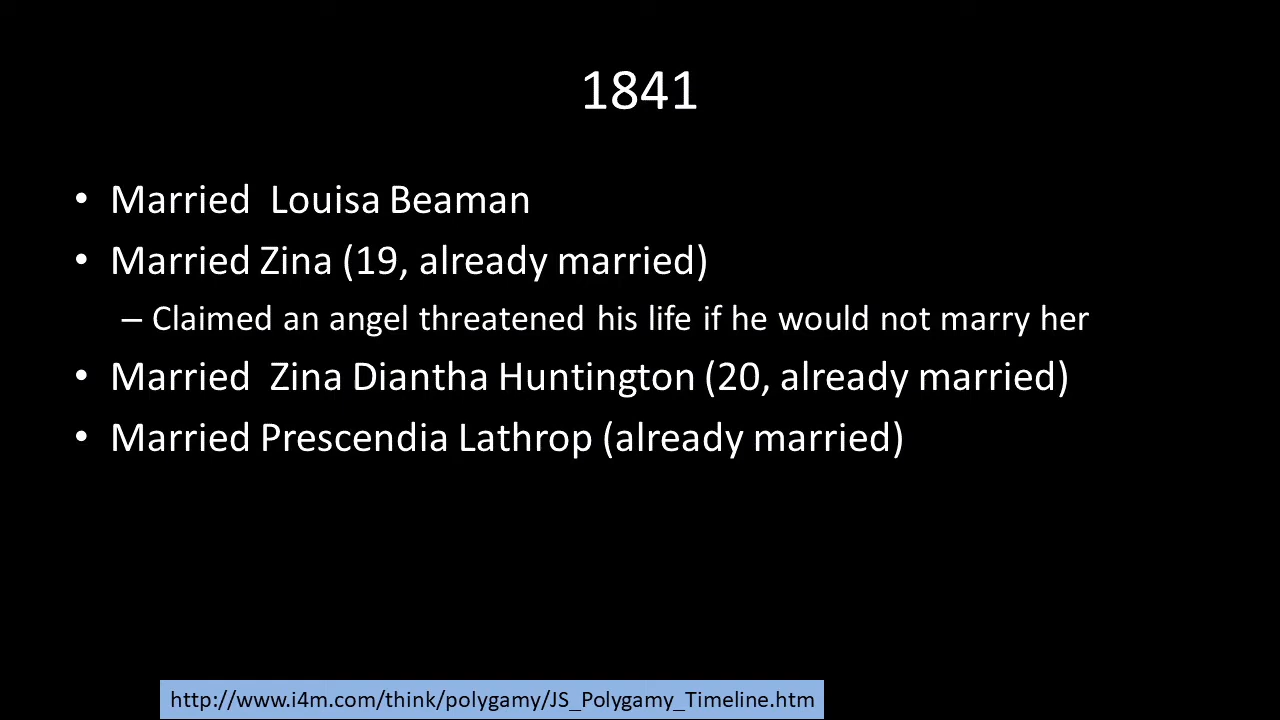 1841
• Married  Louisa Beaman
• Married Zina (19, already married)
– Claimed an angel threatened his life if he would not marry her
• Married  Zina Diantha Huntington (20, already married)
• Married Prescendia Lathrop (already married)
http://www.i4m.com/think/polygamy/JS_Polygamy_Timeline.htm